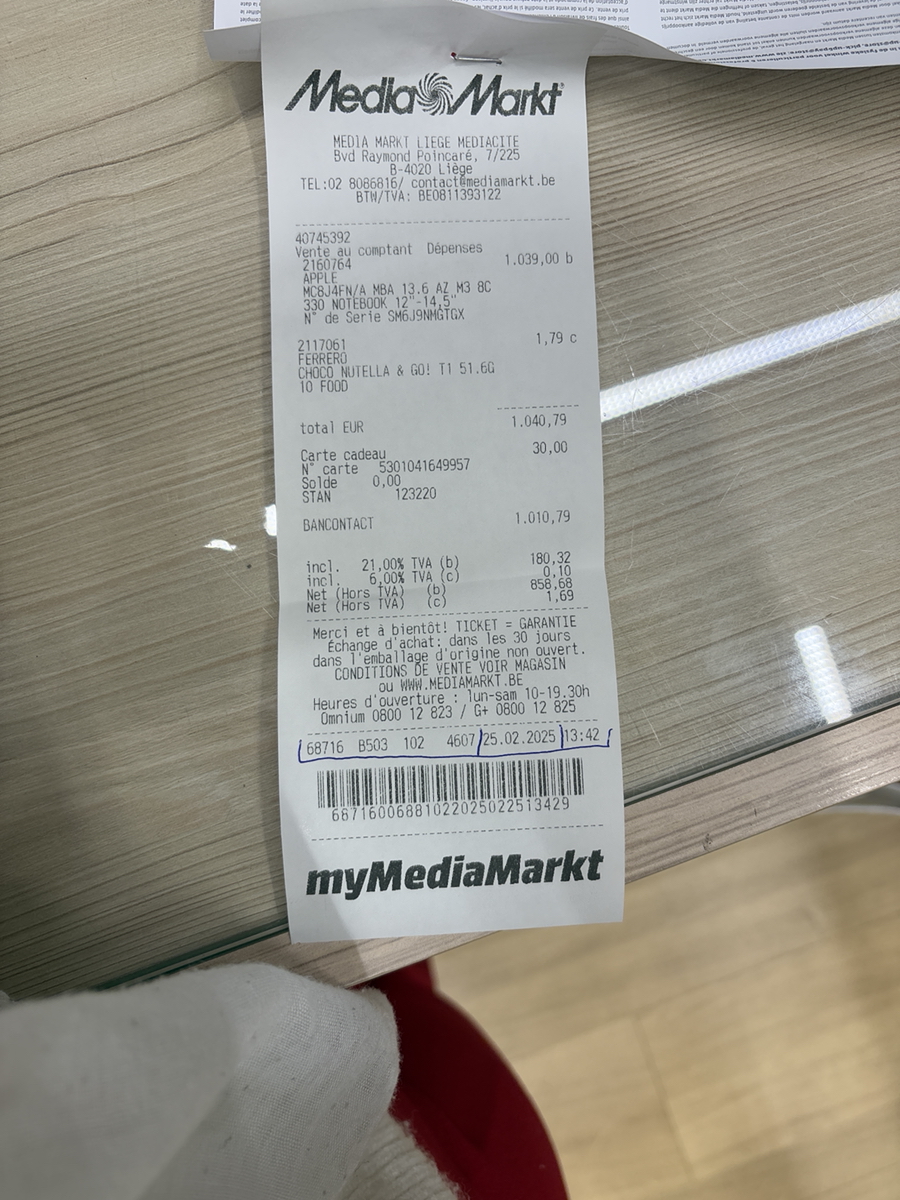 Media Markt
MEDIA MARKT LIEGE MEDIACITE
Bvd Raymond Poincaré, 7/225
B-4020 Liège
TEL:02 8086816/ contact@mediamarkt.be
BTW/TVA: BE0811393122
40745392
Vente au comptant Dépenses
2160764 1.039,00 b
APPLE
MC8J4FN/A MBA 13.6 AZ M3 8C
330 NOTEBOOK 12"-14,5"
N° de Serie SM6J9NMGTGX
2117061 1,79 c
FERRERO
CHOCO NUTELLA & GO! T1 51.6G
10 FOOD
total EUR 1.040,79
Carte cadeau 30,00
N° carte 5301041649957
Solde 0,00
STAN 123220
BANCONTACT 1.010,79
incl. 21,00% TVA (b) 180,32
incl. 6,00% TVA (c) 0,10
Net (Hors TVA) (b) 858,68
Net (Hors TVA) (c) 1,69
Merci et à bientôt! TICKET = GARANTIE
Échange d'achat: dans les 30 jours
dans l'emballage d'origine non ouvert.
CONDITIONS DE VENTE VOIR MAGASIN
ou WWW.MEDIAMARKT.BE
Heures d'ouverture : lun-sam 10-19.30h
Omnium 0800 12 823 / G+ 0800 12 825
68716 B503 102 4607 25.02.2025 13:42
68716006881022025022513429
myMediaMarkt